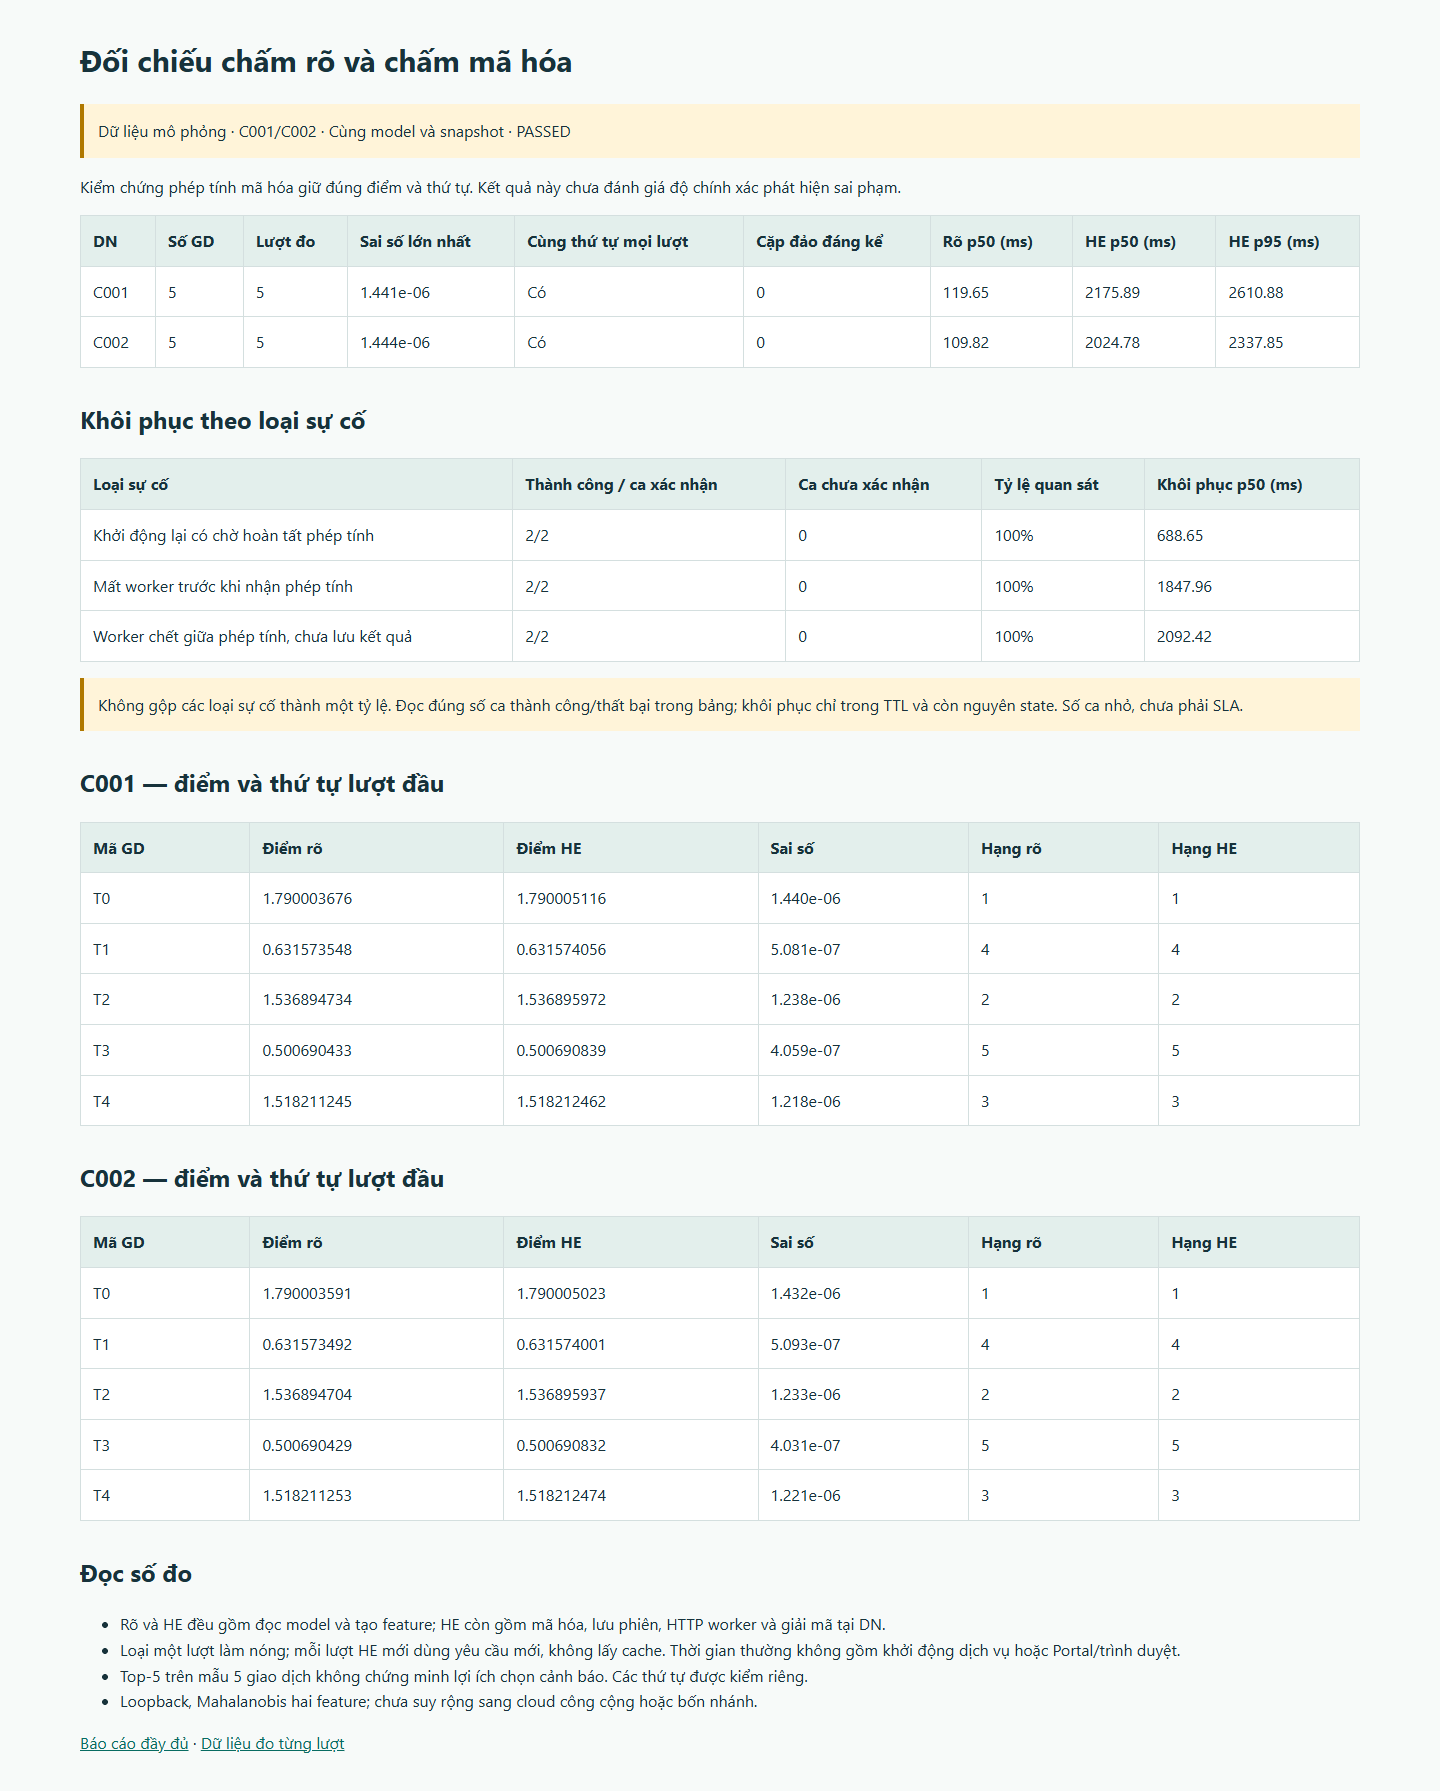 Đối chiếu chấm rõ và chấm mã hóa
Dữ liệu mô phỏng · C001/C002 · Cùng model và snapshot · PASSED
Kiểm chứng phép tính mã hóa giữ đúng điểm và thứ tự. Kết quả này chưa đánh giá độ chính xác phát hiện sai phạm.
DN Số GD Lượt đo Sai số lớn nhất Cùng thứ tự mọi lượt Cặp đảo đáng kể Rõ p50 (ms) HE p50 (ms) HE p95 (ms)
C001 5 5 1.441e-06 Có 0 119.65 2175.89 2610.88
C002 5 5 1.444e-06 Có 0 109.82 2024.78 2337.85
Khôi phục theo loại sự cố
Loại sự cố Thành công / ca xác nhận Ca chưa xác nhận Tỷ lệ quan sát Khôi phục p50 (ms)
Khởi động lại có chờ hoàn tất phép tính 2/2 0 100% 688.65
Mất worker trước khi nhận phép tính 2/2 0 100% 1847.96
Worker chết giữa phép tính, chưa lưu kết quả 2/2 0 100% 2092.42
Không gộp các loại sự cố thành một tỷ lệ. Đọc đúng số ca thành công/thất bại trong bảng; khôi phục chỉ trong TTL và còn nguyên state. Số ca nhỏ, chưa phải SLA.
C001 — điểm và thứ tự lượt đầu
Mã GD Điểm rõ Điểm HE Sai số Hạng rõ Hạng HE
T0 1.790003676 1.790005116 1.440e-06 1 1
T1 0.631573548 0.631574056 5.081e-07 4 4
T2 1.536894734 1.536895972 1.238e-06 2 2
T3 0.500690433 0.500690839 4.059e-07 5 5
T4 1.518211245 1.518212462 1.218e-06 3 3
C002 — điểm và thứ tự lượt đầu
Mã GD Điểm rõ Điểm HE Sai số Hạng rõ Hạng HE
T0 1.790003591 1.790005023 1.432e-06 1 1
T1 0.631573492 0.631574001 5.093e-07 4 4
T2 1.536894704 1.536895937 1.233e-06 2 2
T3 0.500690429 0.500690832 4.031e-07 5 5
T4 1.518211253 1.518212474 1.221e-06 3 3
Đọc số đo
• Rõ và HE đều gồm đọc model và tạo feature; HE còn gồm mã hóa, lưu phiên, HTTP worker và giải mã tại DN.
• Loại một lượt làm nóng; mỗi lượt HE mới dùng yêu cầu mới, không lấy cache. Thời gian thường không gồm khởi động dịch vụ hoặc Portal/trình duyệt.
• Top-5 trên mẫu 5 giao dịch không chứng minh lợi ích chọn cảnh báo. Các thứ tự được kiểm riêng.
• Loopback, Mahalanobis hai feature; chưa suy rộng sang cloud công cộng hoặc bốn nhánh.
Báo cáo đầy đủ · Dữ liệu đo từng lượt